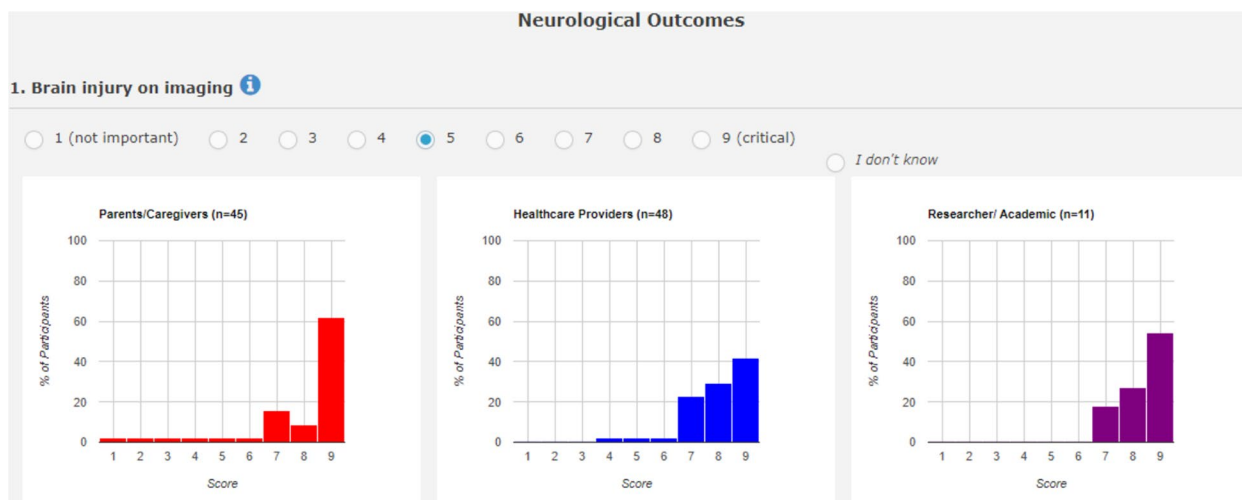 Neurological Outcomes
1. Brain injury on imaging i
1 (not important) 2 3 4 5 6 7 8 9 (critical)
I don't know
Parents/Caregivers (n=45)
100
80
60
40
20
0
% of Participants
1 2 3 4 5 6 7 8 9
Score
Healthcare Providers (n=48)
100
80
60
40
20
0
% of Participants
1 2 3 4 5 6 7 8 9
Score
Researcher/ Academic (n=11)
100
80
60
40
20
0
% of Participants
1 2 3 4 5 6 7 8 9
Score